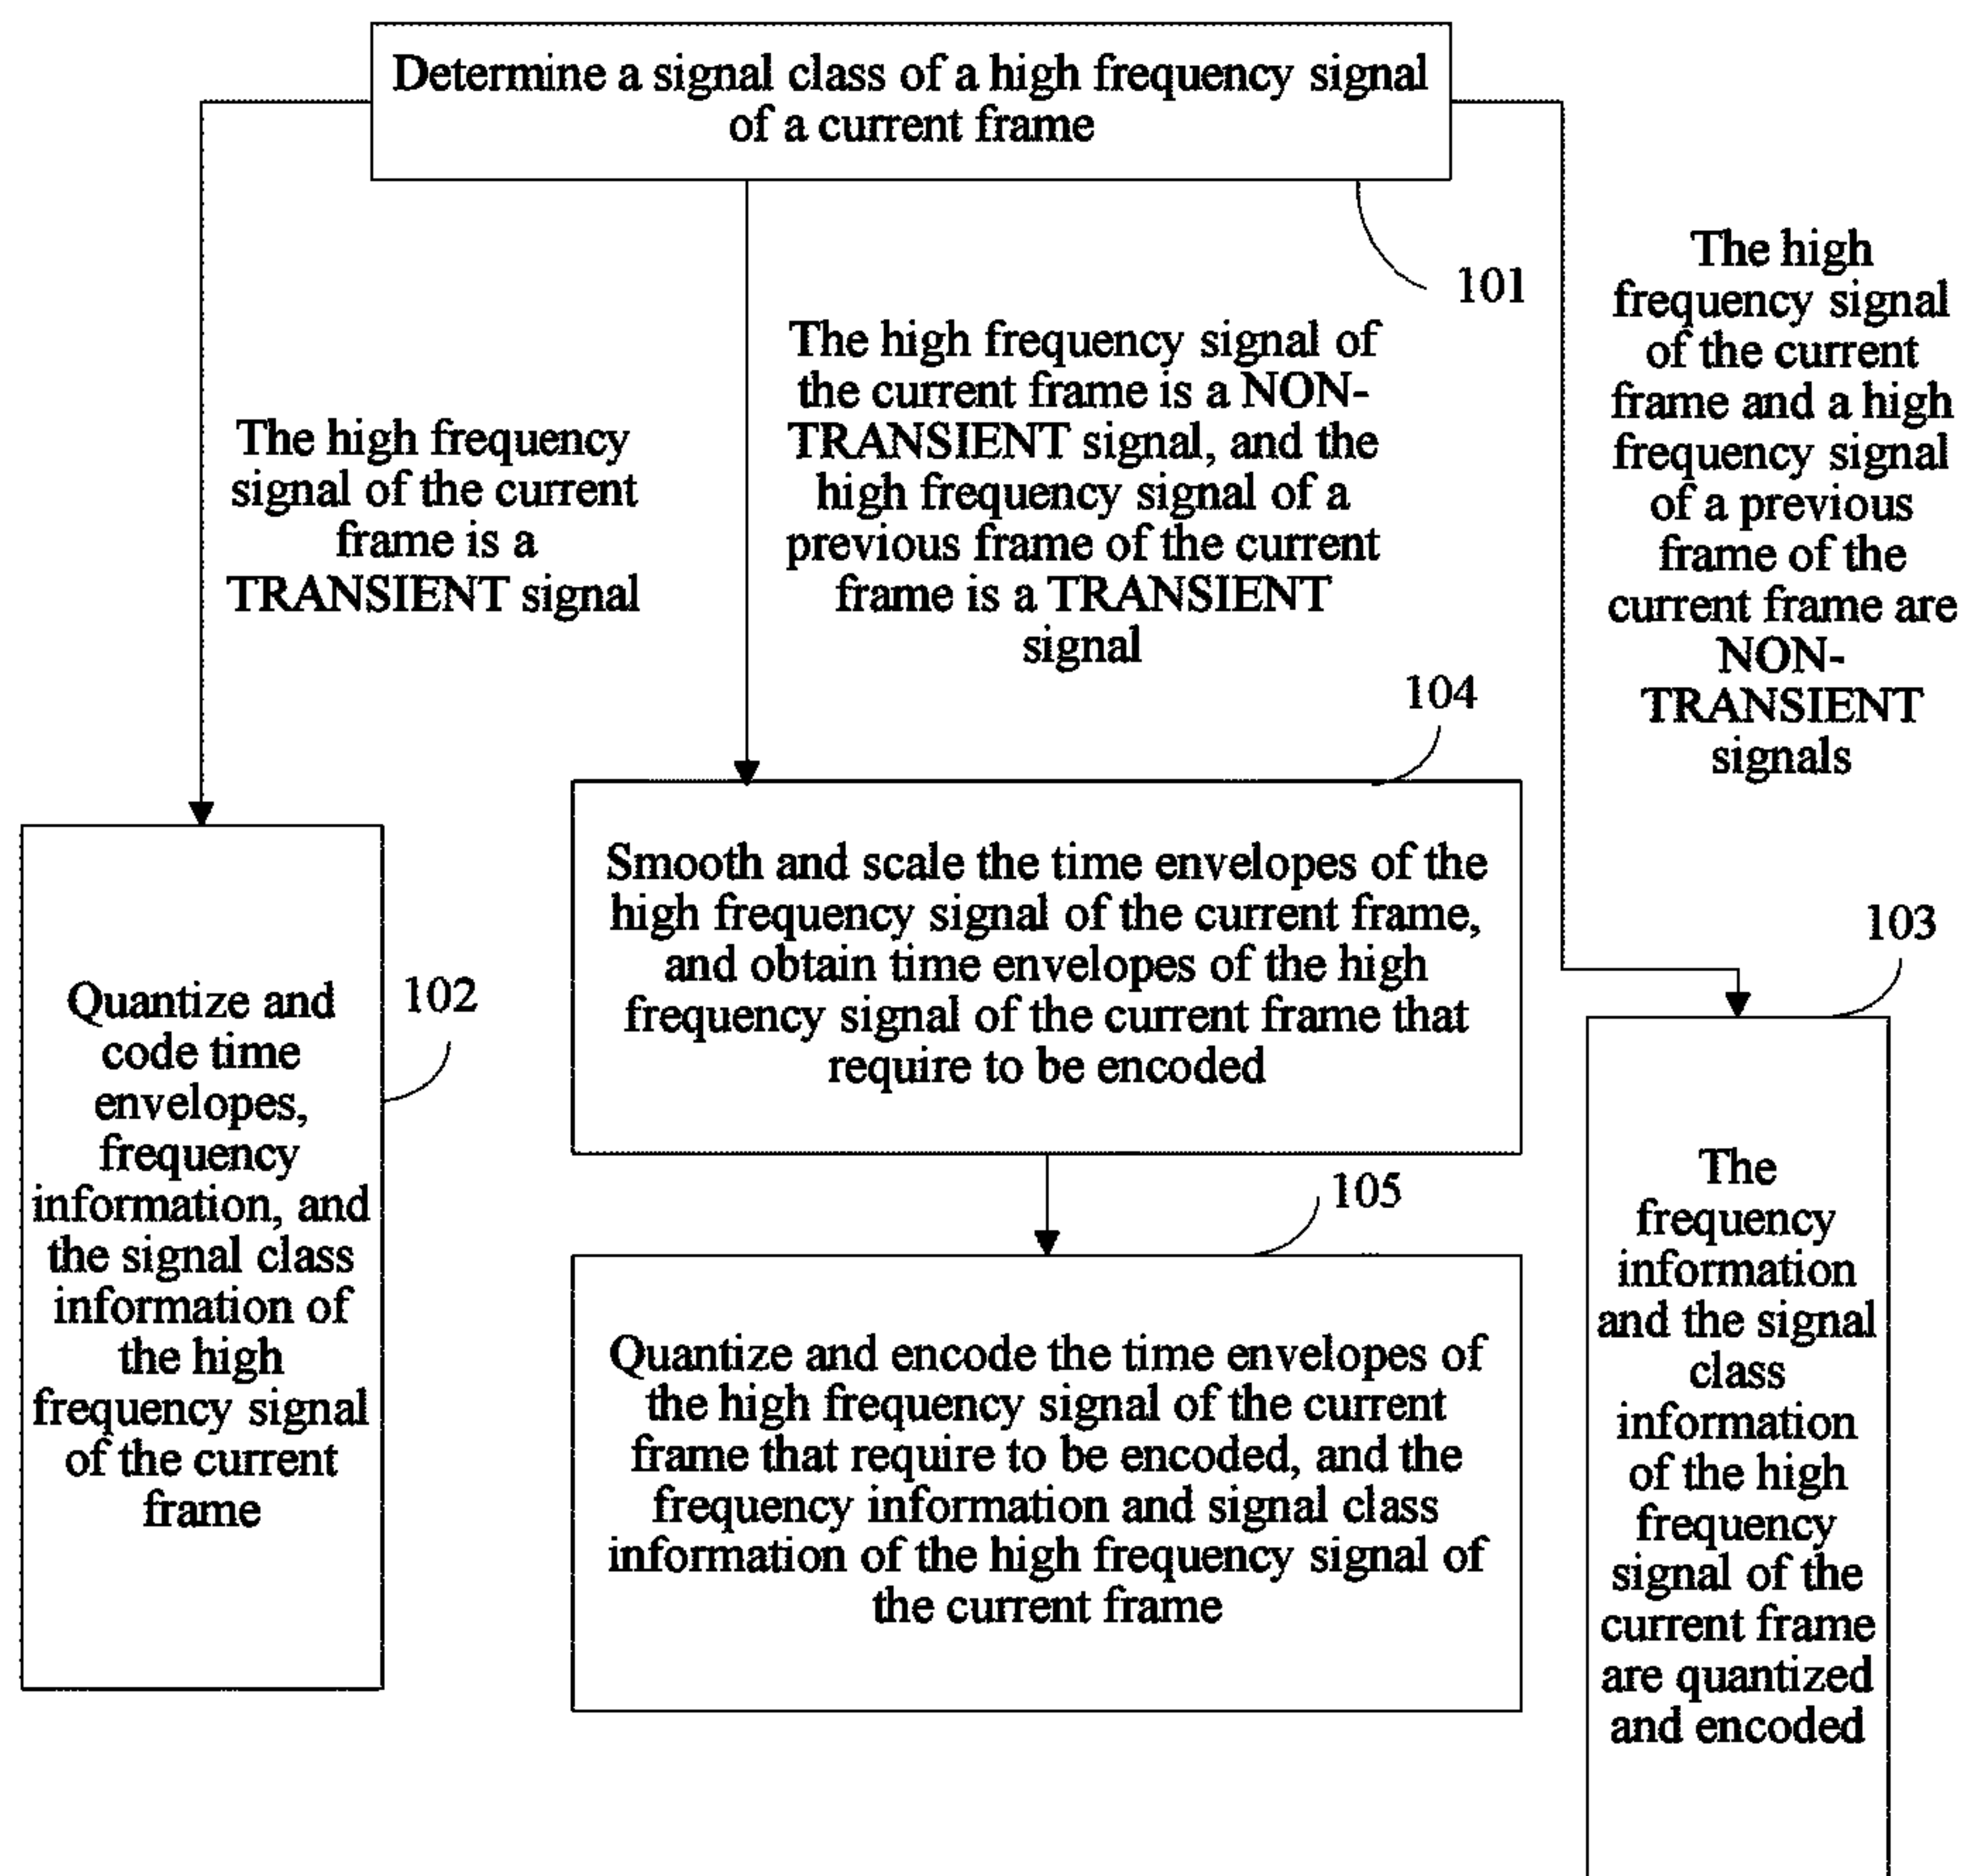 Determine a signal class of a high frequency signal
of a current frame
101
The high frequency
signal of the current
frame is a
TRANSIENT signal
The high frequency signal of
the current frame is a NON-
TRANSIENT signal, and the
high frequency signal of a
previous frame of the current
frame is a TRANSIENT
signal
The high
frequency signal
of the current
frame and a high
frequency signal
of a previous
frame of the
current frame are
NON-
TRANSIENT
signals
104
Smooth and scale the time envelopes of the
high frequency signal of the current frame,
and obtain time envelopes of the high
frequency signal of the current frame that
require to be encoded
103
102
Quantize and
code time
envelopes,
frequency
information, and
the signal class
information of
the high
frequency signal
of the current
frame
105
Quantize and encode the time envelopes of
the high frequency signal of the current
frame that require to be encoded, and the
frequency information and signal class
information of the high frequency signal of
the current frame
The
frequency
information
and the signal
class
information
of the high
frequency
signal of the
current frame
are quantized
and encoded